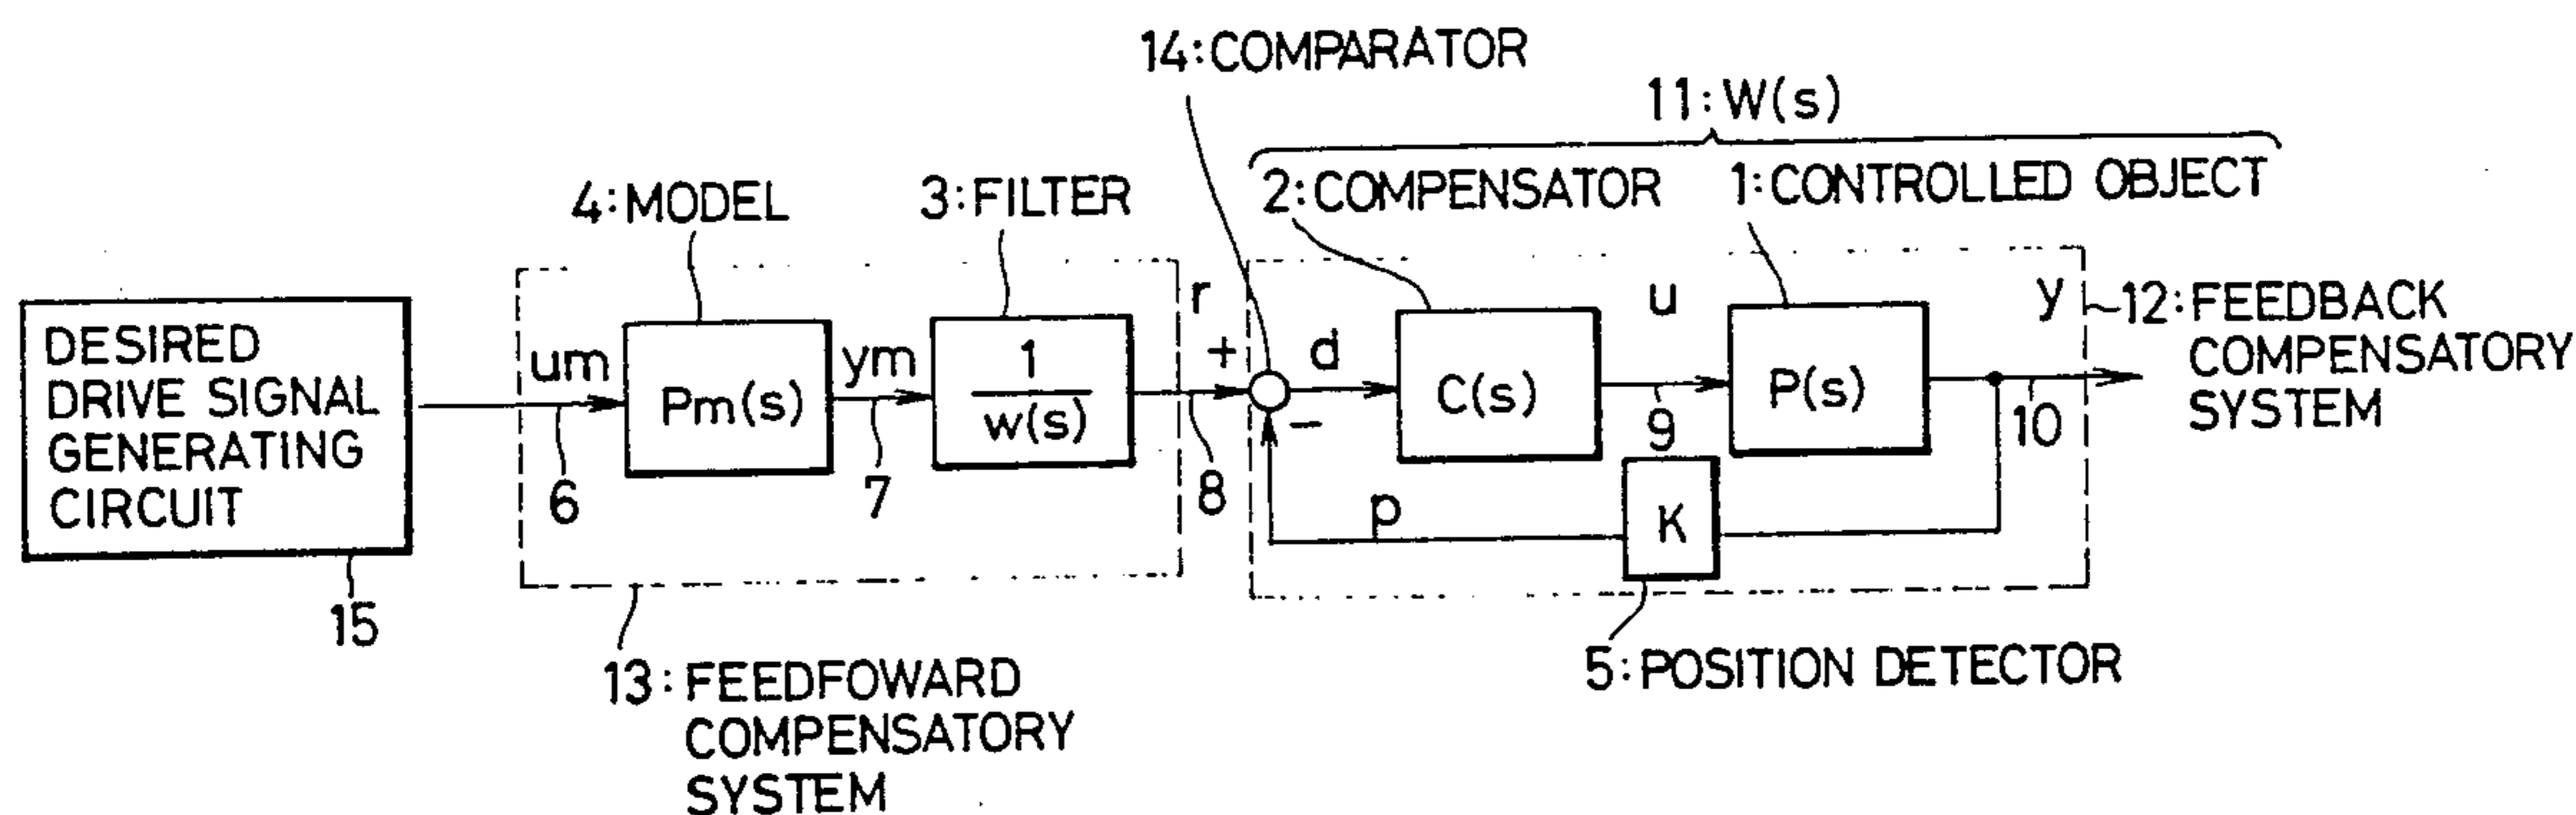 14:COMPARATOR
11:W(s)
4:MODEL
3:FILTER
2:COMPENSATOR
1:CONTROLLED OBJECT
DESIRED
DRIVE SIGNAL
GENERATING
CIRCUIT
15
um
6
Pm(s)
ym
7
1
w(s)
r
8
+
-
d
C(s)
u
9
P(s)
y
10
p
K
12:FEEDBACK
COMPENSATORY
SYSTEM
13:FEEDFOWARD
COMPENSATORY
SYSTEM
5:POSITION DETECTOR